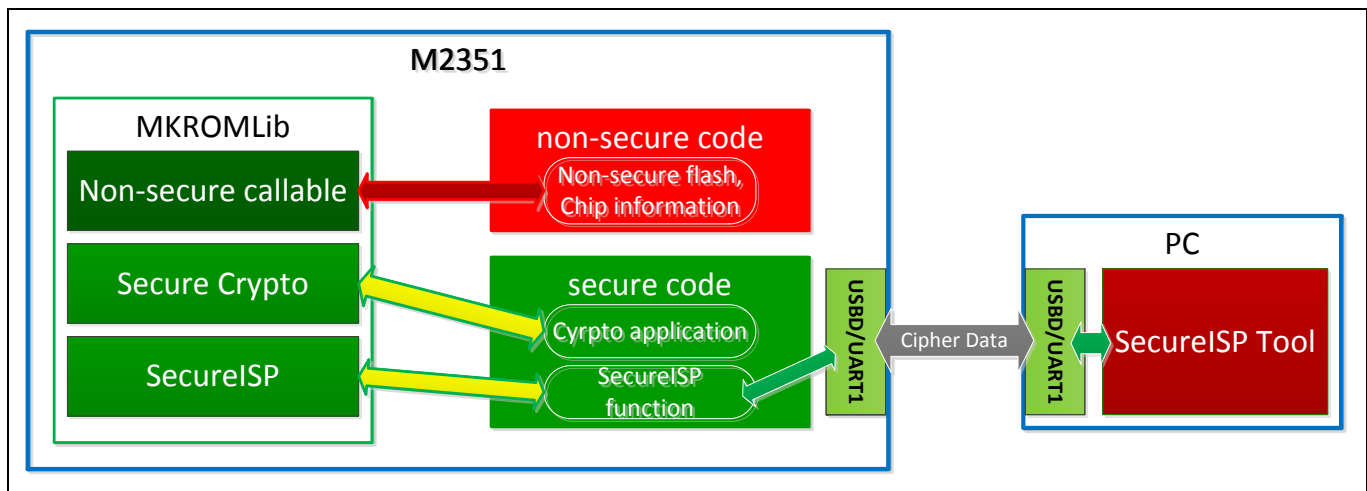 M2351
MKROMLib
Non-secure callable
Secure Crypto
SecureISP
non-secure code
Non-secure flash,
Chip information
secure code
Cyrpto application
SecureISP
function
USBD/UART1
Cipher Data
PC
USBD/UART1
SecureISP Tool